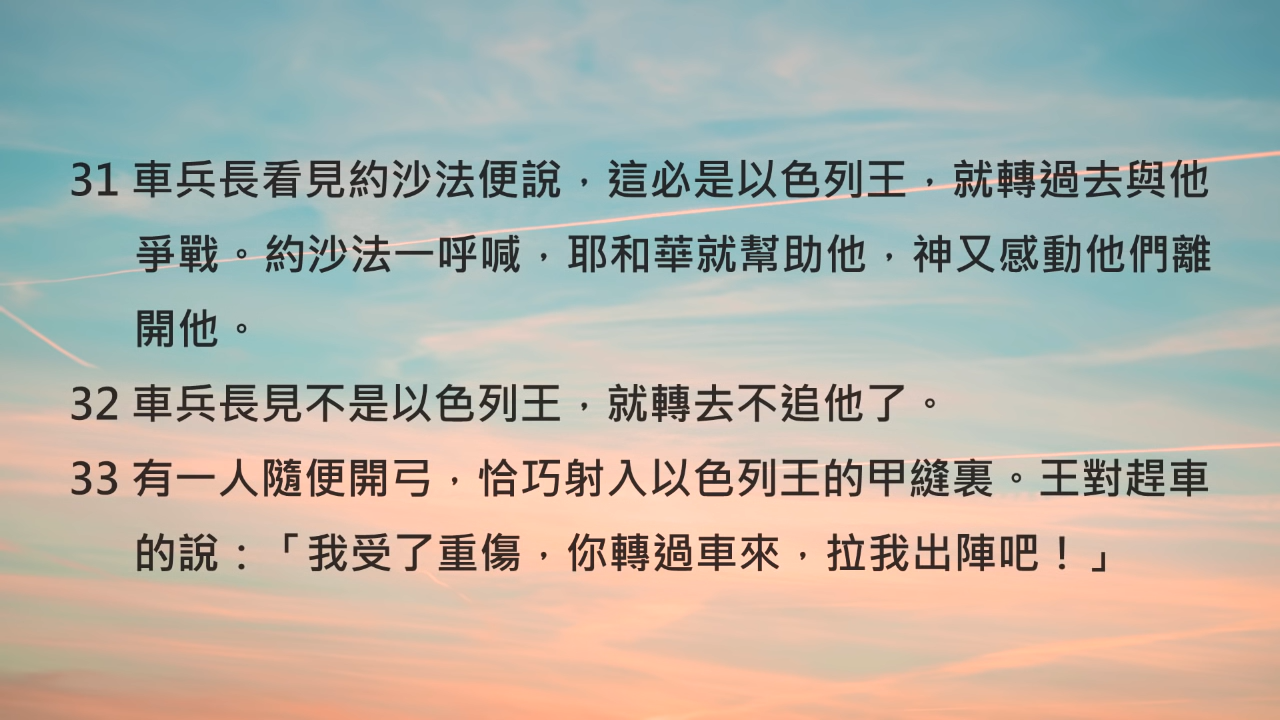 31 車兵長看見約沙法便說，這必是以色列王，就轉過去與他
爭戰。約沙法一呼喊，耶和華就幫助他，神又感動他們離
開他。
32 車兵長見不是以色列王，就轉去不追他了。
33 有一人隨便開弓，恰巧射入以色列王的甲縫裏。王對趕車
的說：「我受了重傷，你轉過車來，拉我出陣吧！」